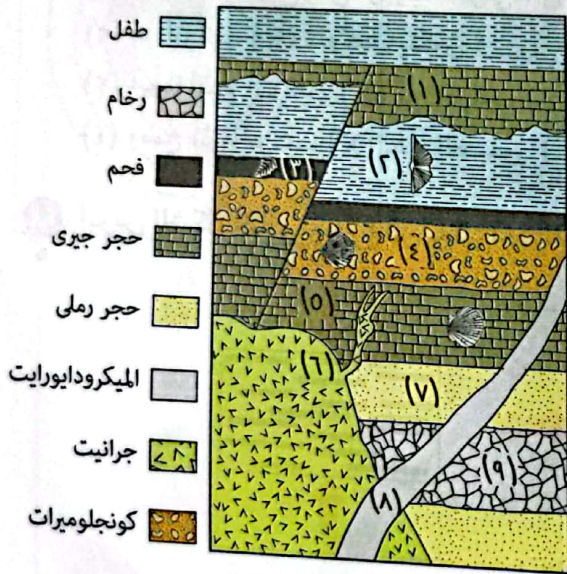 طفل
رخام
فحم
حجر جيرى
حجر رملى
الميكرودايورايت
جرانيت
كونجلوميرات
(١)
(٢)
(٣)
(٤)
(٥)
(٦)
(٧)
(٨)
(٩)